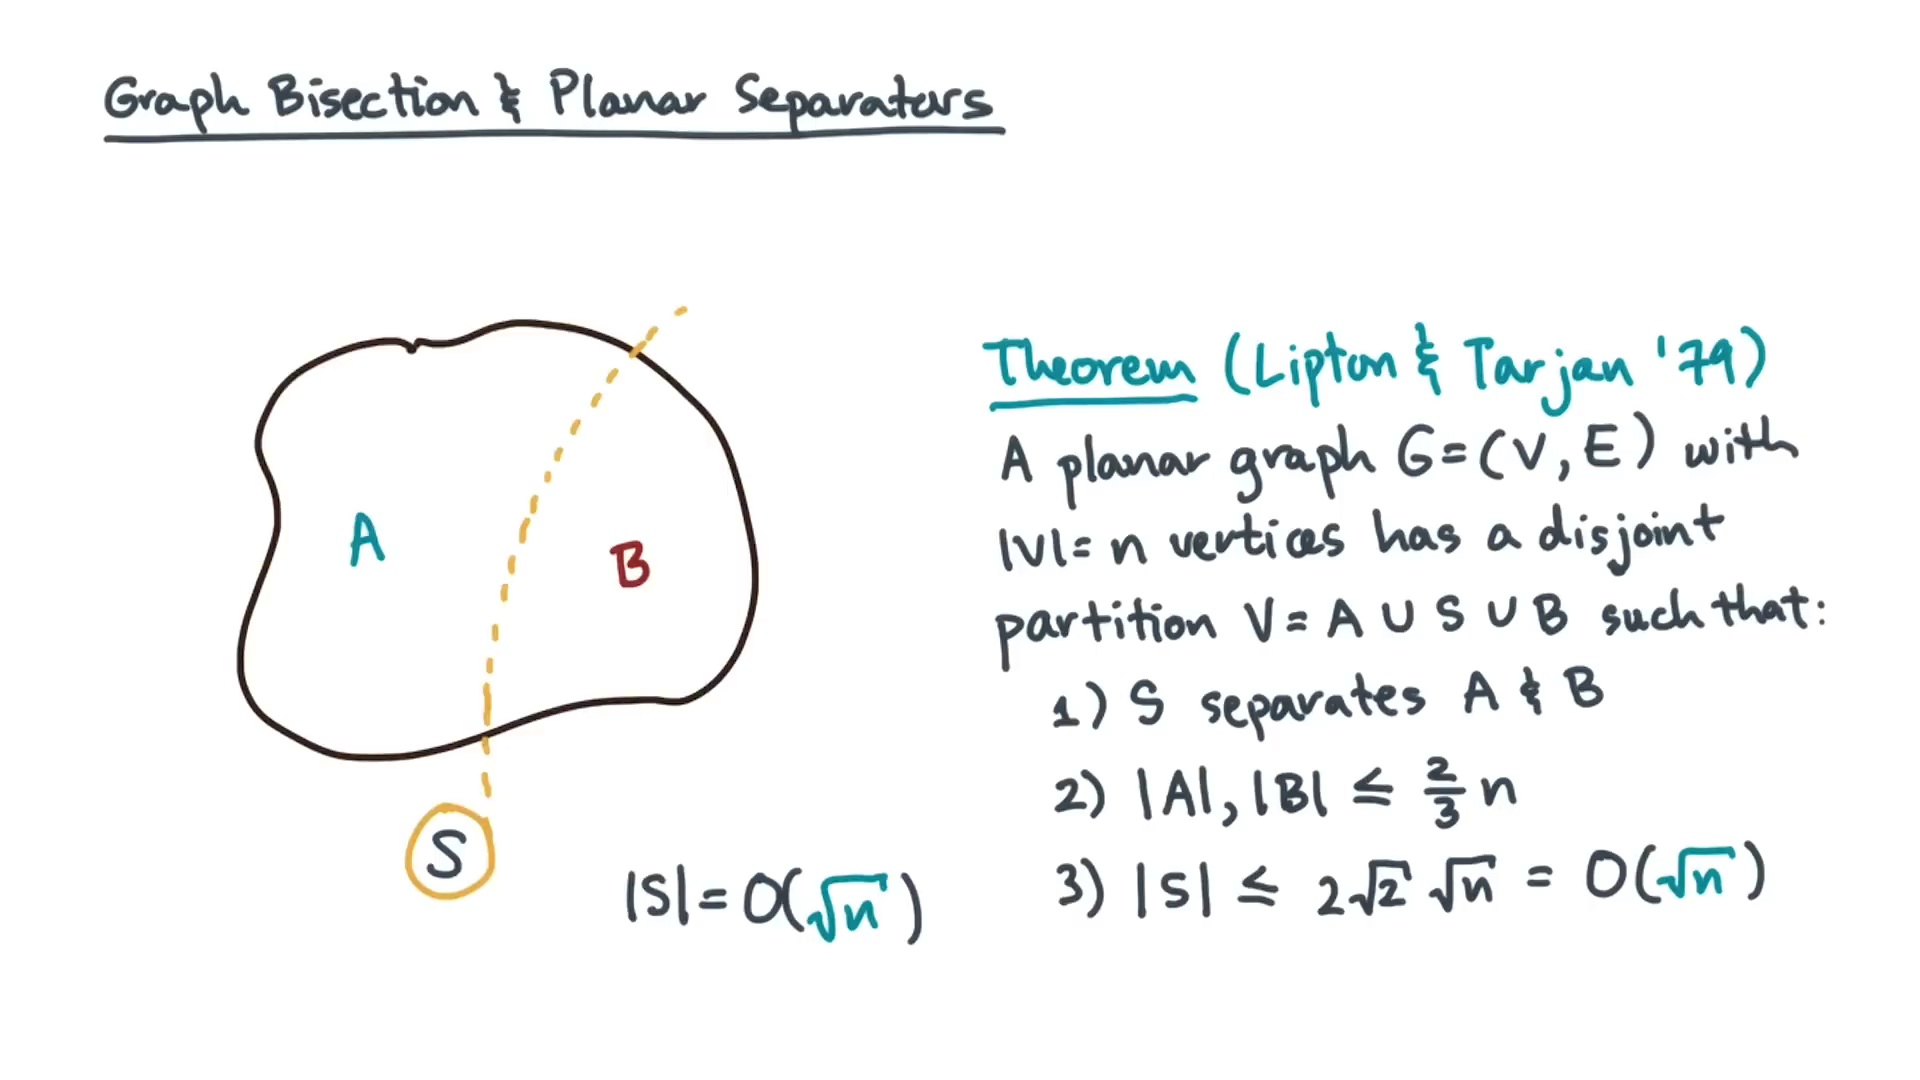 Graph Bisection & Planar Separators
A
B
S
|S| = O(√n)
Theorem (Lipton & Tarjan '79)
A planar graph G=(V, E) with
|V|= n vertices has a disjoint
partition V= A ∪ S ∪ B such that:
1) S separates A & B
2) |A|, |B| ≤ 2/3 n
3) |S| ≤ 2√2 √n = O(√n)